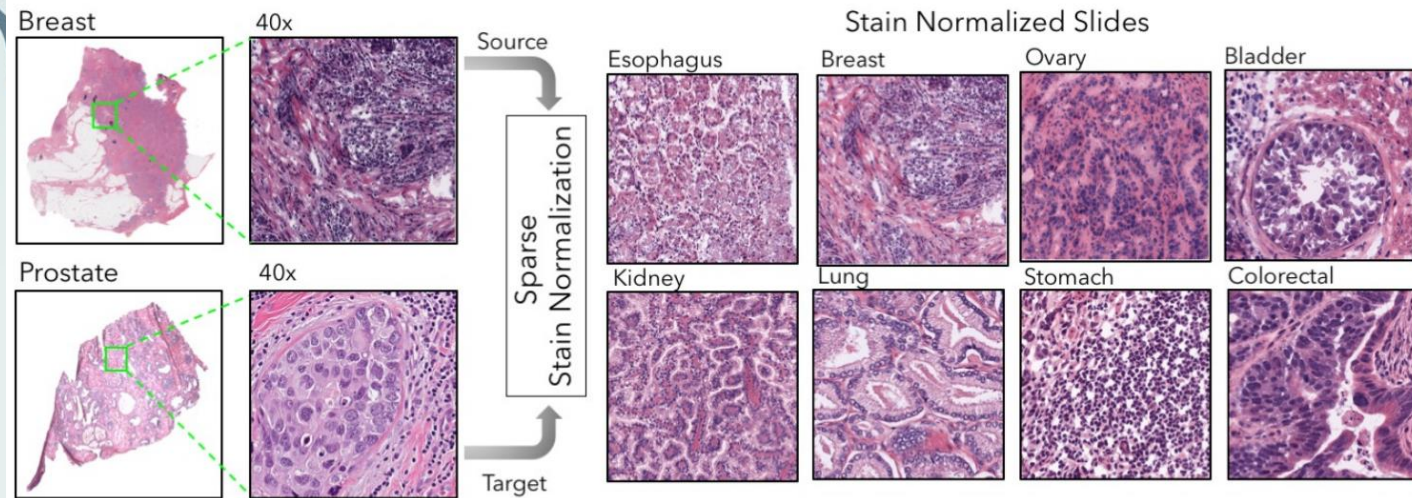 Breast
40x
Source
Stain Normalized Slides
Esophagus
Breast
Ovary
Bladder
Sparse
Stain Normalization
Prostate
40x
Kidney
Lung
Stomach
Colorectal
Target